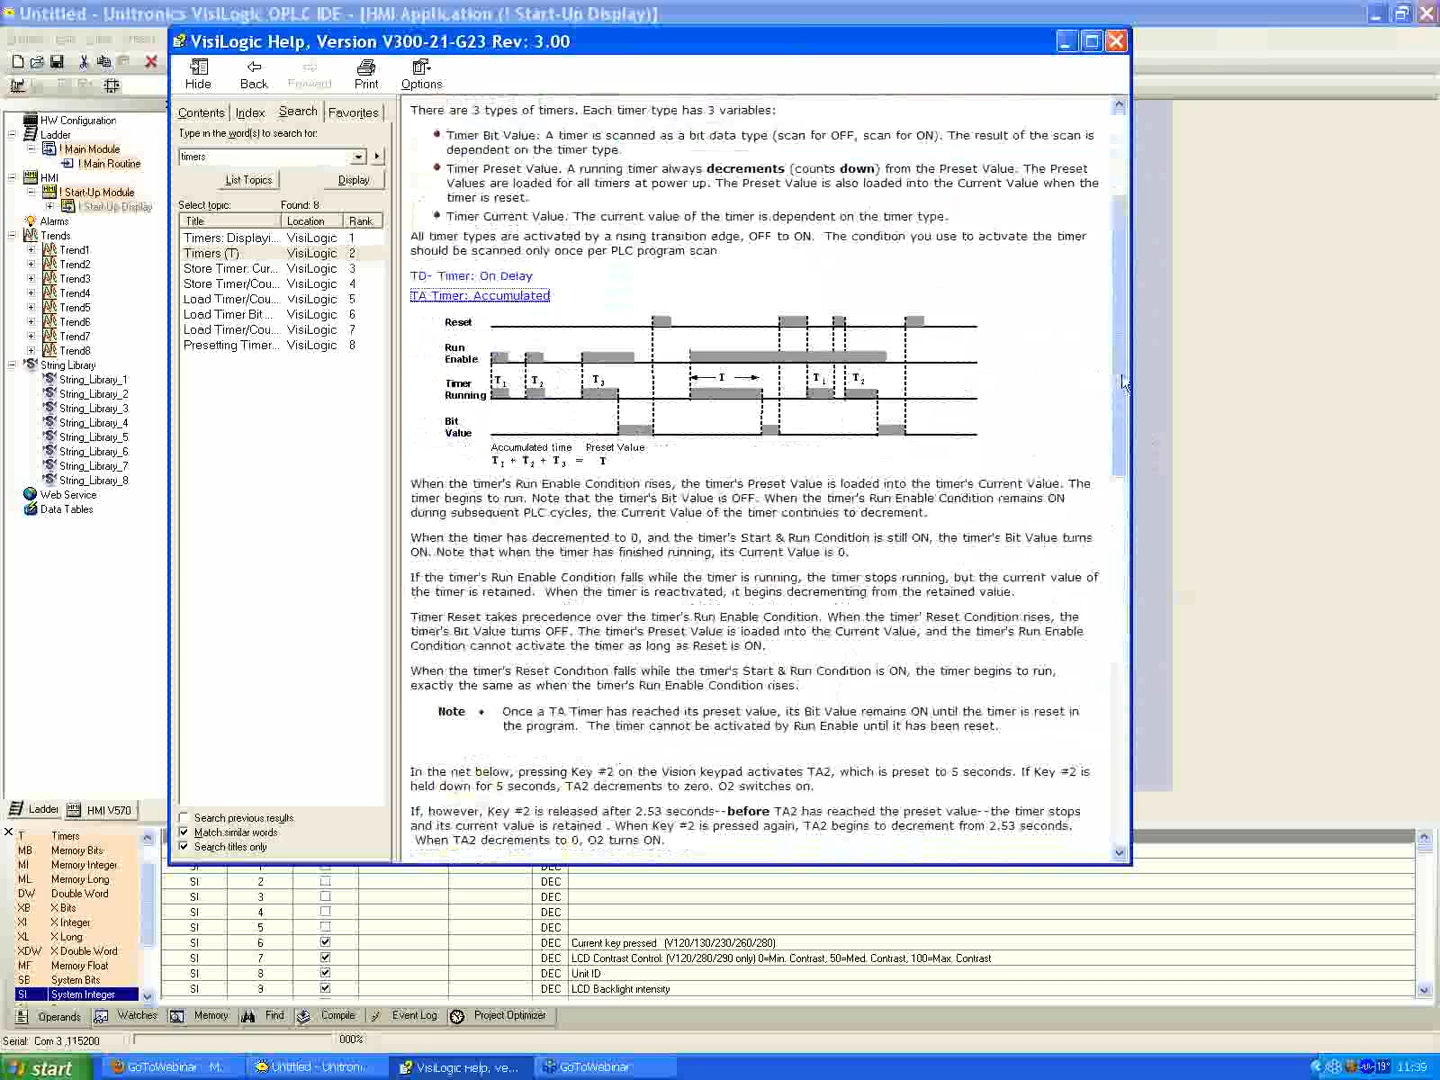 Untitled - Unitronics VisiLogic OPLC IDE - [HMI Application (! Start-Up Display)]
VisiLogic Help, Version V300-21-G23 Rev: 3.00
Hide Back Forward Print Options
Contents Index Search Favorites
Type in the word(s) to search for:
timers
List Topics Display
Select topic: Found: 8
Title Location Rank
Timers: Displayi... VisiLogic 1
Timers (T) VisiLogic 2
Store Timer. Cur... VisiLogic 3
Store Timer/Cou... VisiLogic 4
Load Timer/Cou... VisiLogic 5
Load Timer Bit ... VisiLogic 6
Load Timer/Cou... VisiLogic 7
Presetting Timer... VisiLogic 8
Search previous results
Match similar words
Search titles only
HW Configuration
Ladder
! Main Module
! Main Routine
HMI
! Start-Up Module
! Start-Up Display
Alarms
Trends
Trend1
Trend2
Trend3
Trend4
Trend5
Trend6
Trend7
Trend8
String Library
String_Library_1
String_Library_2
String_Library_3
String_Library_4
String_Library_5
String_Library_6
String_Library_7
String_Library_8
Web Service
Data Tables
Ladder HMI V570
There are 3 types of timers. Each timer type has 3 variables:
Timer Bit Value: A timer is scanned as a bit data type (scan for OFF, scan for ON). The result of the scan is
dependent on the timer type.
Timer Preset Value. A running timer always decrements (counts down) from the Preset Value. The Preset
Values are loaded for all timers at power up. The Preset Value is also loaded into the Current Value when the
timer is reset.
Timer Current Value. The current value of the timer is dependent on the timer type.
All timer types are activated by a rising transition edge, OFF to ON. The condition you use to activate the timer
should be scanned only once per PLC program scan
TD- Timer: On Delay
TA Timer: Accumulated
Reset
Run
Enable
Timer
Running
Bit
Value
T1 T2 T3 T T1 T2
Accumulated time Preset Value
T1 + T2 + T3 = T
When the timer's Run Enable Condition rises, the timer's Preset Value is loaded into the timer's Current Value. The
timer begins to run. Note that the timer's Bit Value is OFF. When the timer's Run Enable Condition remains ON
during subsequent PLC cycles, the Current Value of the timer continues to decrement.
When the timer has decremented to 0, and the timer's Start & Run Condition is still ON, the timer's Bit Value turns
ON. Note that when the timer has finished running, its Current Value is 0.
If the timer's Run Enable Condition falls while the timer is running, the timer stops running, but the current value of
the timer is retained. When the timer is reactivated, it begins decrementing from the retained value.
Timer Reset takes precedence over the timer's Run Enable Condition. When the timer' Reset Condition rises, the
timer's Bit Value turns OFF. The timer's Preset Value is loaded into the Current Value, and the timer's Run Enable
Condition cannot activate the timer as long as Reset is ON.
When the timer's Reset Condition falls while the timer's Start & Run Condition is ON, the timer begins to run,
exactly the same as when the timer's Run Enable Condition rises.
Note • Once a TA Timer has reached its preset value, its Bit Value remains ON until the timer is reset in
the program. The timer cannot be activated by Run Enable until it has been reset.
In the net below, pressing Key #2 on the Vision keypad activates TA2, which is preset to 5 seconds. If Key #2 is
held down for 5 seconds, TA2 decrements to zero. O2 switches on.
If, however, Key #2 is released after 2.53 seconds--before TA2 has reached the preset value--the timer stops
and its current value is retained . When Key #2 is pressed again, TA2 begins to decrement from 2.53 seconds.
When TA2 decrements to 0, O2 turns ON.
T Timers
MB Memory Bits
MI Memory Integer
ML Memory Long
DW Double Word
XB X Bits
XI X Integer
XL X Long
XDW X Double Word
MF Memory Float
SB System Bits
SI System Integer
SI 2 DEC
SI 3 DEC
SI 4 DEC
SI 5 DEC
SI 6 DEC Current key pressed (V120/130/230/260/280)
SI 7 DEC LCD Contrast Control: (V120/280/290 only) 0=Min. Contrast, 50=Med. Contrast, 100=Max. Contrast
SI 8 DEC Unit ID
SI 9 DEC LCD Backlight intensity
Operands Watches Memory Find Compile Event Log Project Optimizer
Serial: Com 3 ,115200 000%
start GoToWebinar - M... Untitled - Unitroni... VisiLogic Help, ve... GoToWebinar 19° 11:39